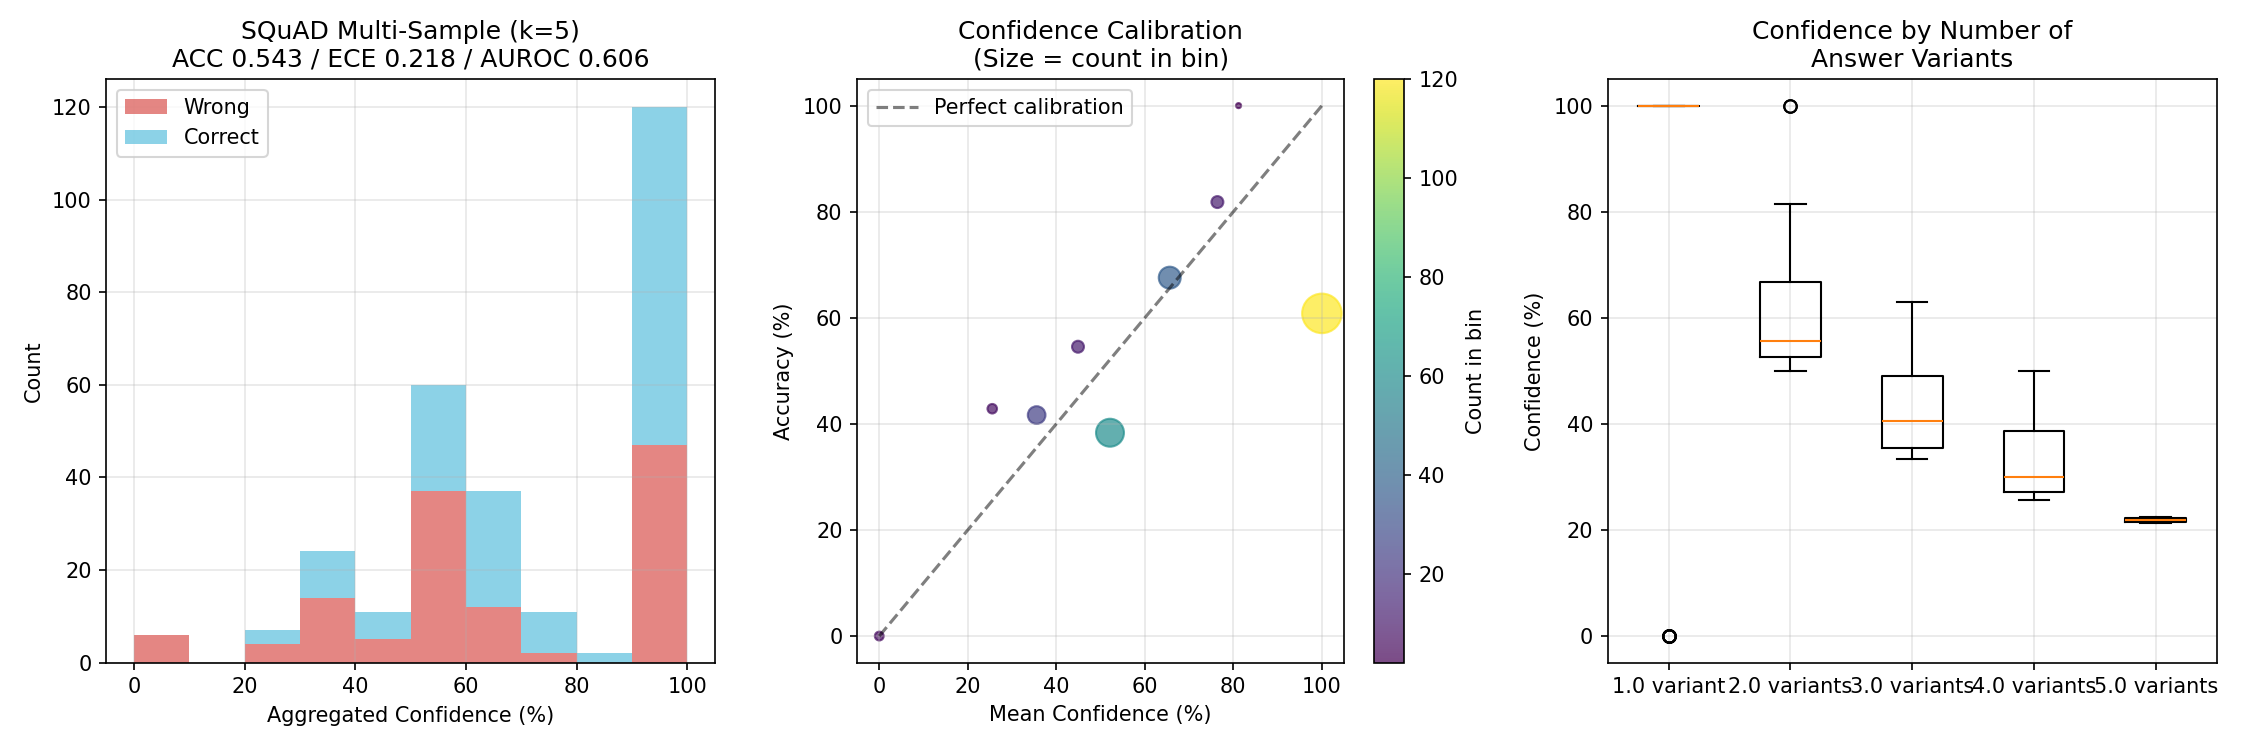 SQuAD Multi-Sample (k=5)
ACC 0.543 / ECE 0.218 / AUROC 0.606
Wrong
Correct
120
100
80
60
40
20
0
Count
0 20 40 60 80 100
Aggregated Confidence (%)
Confidence Calibration
(Size = count in bin)
Perfect calibration
100
80
60
40
20
0
Accuracy (%)
0 20 40 60 80 100
Mean Confidence (%)
120
100
80
60
40
20
Count in bin
Confidence by Number of
Answer Variants
100
80
60
40
20
0
Confidence (%)
1.0 variant 2.0 variants 3.0 variants 4.0 variants 5.0 variants